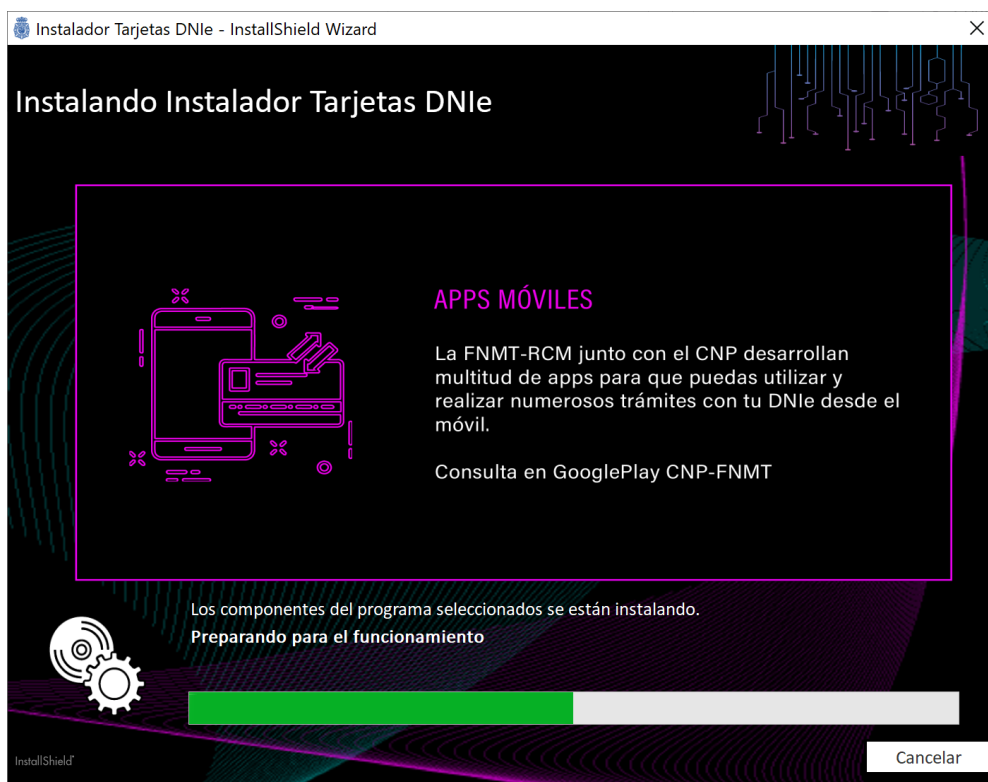 Instalador Tarjetas DNIe - InstallShield Wizard
Instalando Instalador Tarjetas DNIe
APPS MÓVILES
La FNMT-RCM junto con el CNP desarrollan
multitud de apps para que puedas utilizar y
realizar numerosos trámites con tu DNIe desde el
móvil.
Consulta en GooglePlay CNP-FNMT
Los componentes del programa seleccionados se están instalando.
Preparando para el funcionamiento
InstallShield
Cancelar